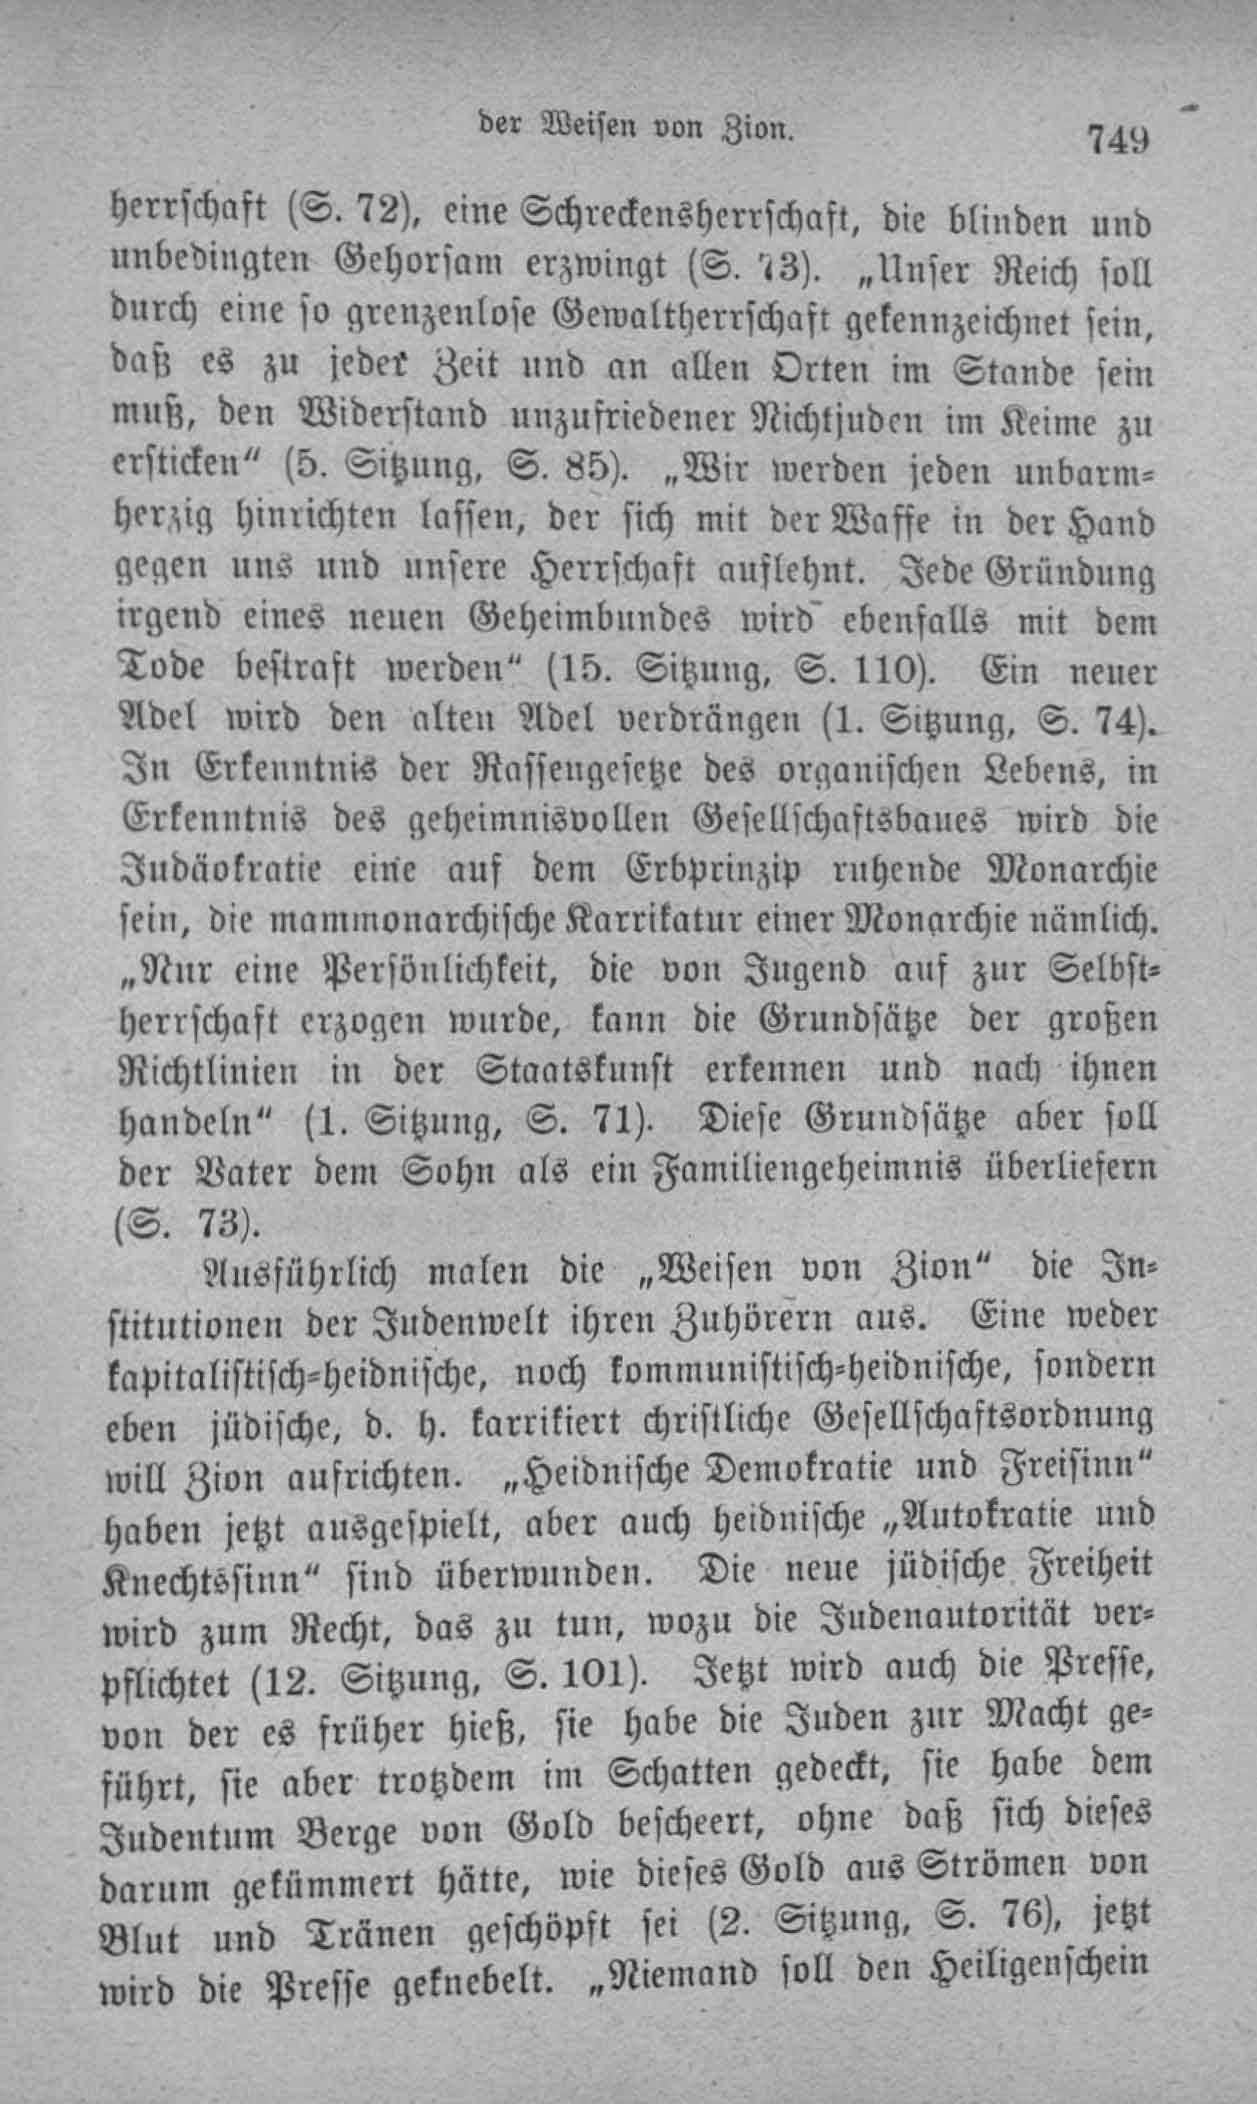 der Weisen von Zion.
749
herrschaft (S. 72), eine Schreckensherrschaft, die blinden und
unbedingten Gehorsam erzwingt (S. 73). „Unser Reich soll
durch eine so grenzenlose Gewaltherrschaft gekennzeichnet sein,
daß es zu jeder Zeit und an allen Orten im Stande sein
muß, den Widerstand unzufriedener Nichtjuden im Keime zu
ersticken“ (5. Sitzung, S. 85). „Wir werden jeden unbarm-
herzig hinrichten lassen, der sich mit der Waffe in der Hand
gegen uns und unsere Herrschaft auflehnt. Jede Gründung
irgend eines neuen Geheimbundes wird ebenfalls mit dem
Tode bestraft werden“ (15. Sitzung, S. 110). Ein neuer
Adel wird den alten Adel verdrängen (1. Sitzung, S. 74).
In Erkenntnis der Rassengesetze des organischen Lebens, in
Erkenntnis des geheimnisvollen Gesellschaftsbaues wird die
Judäokratie eine auf dem Erbprinzip ruhende Monarchie
sein, die mammonarchische Karrikatur einer Monarchie nämlich.
„Nur eine Persönlichkeit, die von Jugend auf zur Selbst-
herrschaft erzogen wurde, kann die Grundsätze der großen
Richtlinien in der Staatskunst erkennen und nach ihnen
handeln“ (1. Sitzung, S. 71). Diese Grundsätze aber soll
der Vater dem Sohn als ein Familiengeheimnis überliefern
(S. 73).
Ausführlich malen die „Weisen von Zion“ die In-
stitutionen der Judenwelt ihren Zuhörern aus. Eine weder
kapitalistisch-heidnische, noch kommunistisch-heidnische, sondern
eben jüdische, d. h. karrikiert christliche Gesellschaftsordnung
will Zion aufrichten. „Heidnische Demokratie und Freisinn“
haben jetzt ausgespielt, aber auch heidnische „Autokratie und
Knechtssinn“ sind überwunden. Die neue jüdische Freiheit
wird zum Recht, das zu tun, wozu die Judenautorität ver-
pflichtet (12. Sitzung, S. 101). Jetzt wird auch die Presse,
von der es früher hieß, sie habe die Juden zur Macht ge-
führt, sie aber trotzdem im Schatten gedeckt, sie habe dem
Judentum Berge von Gold bescheert, ohne daß sich dieses
darum gekümmert hätte, wie dieses Gold aus Strömen von
Blut und Tränen geschöpft sei (2. Sitzung, S. 76), jetzt
wird die Presse geknebelt. „Niemand soll den Heiligenschein